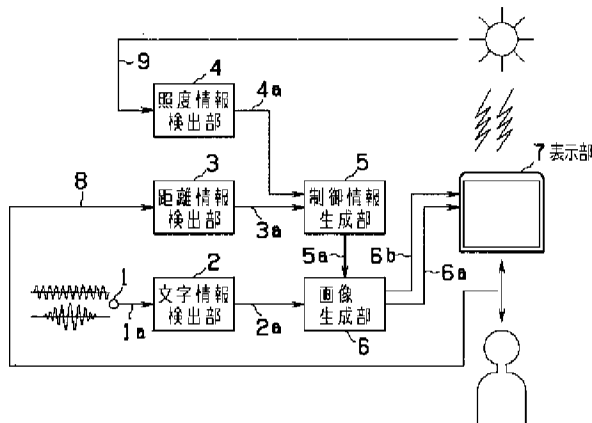 9
4
照度情報
検出部
4a
7 表示部
8
3
距離情報
検出部
3a
5
制御情報
生成部
5a
6b
6a
1
1a
2
文字情報
検出部
2a
画像
生成部
6